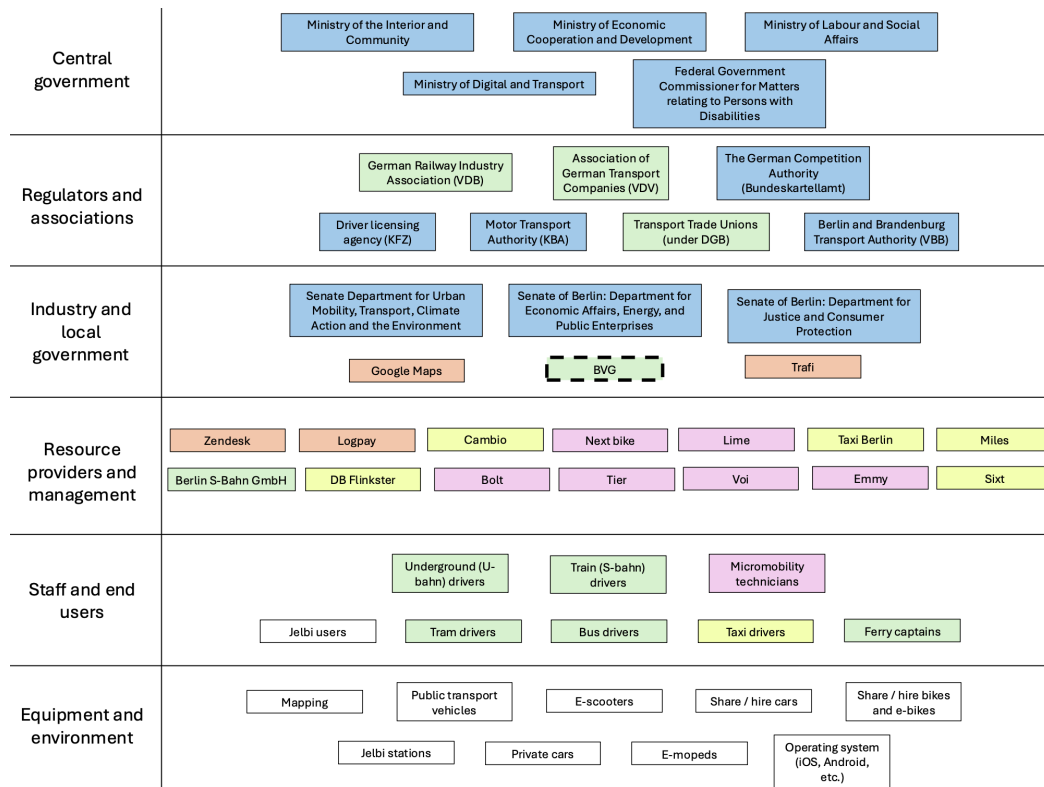 Central
government
Ministry of the Interior and
Community
Ministry of Economic
Cooperation and Development
Ministry of Labour and Social
Affairs
Ministry of Digital and Transport
Federal Government
Commissioner for Matters
relating to Persons with
Disabilities
Regulators and
associations
German Railway Industry
Association (VDB)
Association of
German Transport
Companies (VDV)
The German Competition
Authority
(Bundeskartellamt)
Driver licensing
agency (KFZ)
Motor Transport
Authority (KBA)
Transport Trade Unions
(under DGB)
Berlin and Brandenburg
Transport Authority (VBB)
Industry and
local
government
Senate Department for Urban
Mobility, Transport, Climate
Action and the Environment
Senate of Berlin: Department for
Economic Affairs, Energy, and
Public Enterprises
Senate of Berlin: Department for
Justice and Consumer
Protection
Google Maps
BVG
Trafi
Resource
providers and
management
Zendesk
Logpay
Cambio
Next bike
Lime
Taxi Berlin
Miles
Berlin S-Bahn GmbH
DB Flinkster
Bolt
Tier
Voi
Emmy
Sixt
Staff and end
users
Underground (U-
bahn) drivers
Train (S-bahn)
drivers
Micromobility
technicians
Jelbi users
Tram drivers
Bus drivers
Taxi drivers
Ferry captains
Equipment and
environment
Mapping
Public transport
vehicles
E-scooters
Share / hire cars
Share / hire bikes
and e-bikes
Jelbi stations
Private cars
E-mopeds
Operating system
(iOS, Android,
etc.)